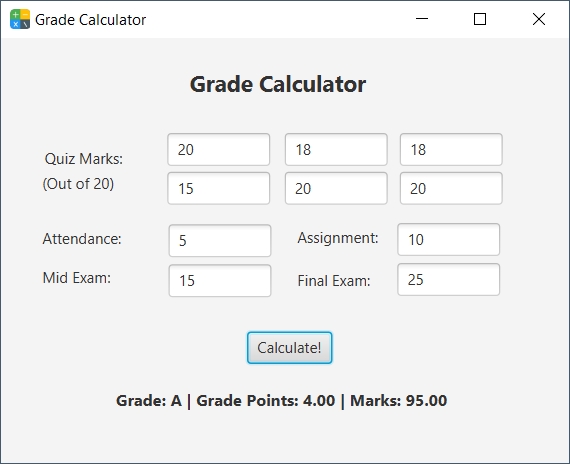 Grade Calculator
Grade Calculator
Quiz Marks: 20 18 18
(Out of 20) 15 20 20
Attendance: 5 Assignment: 10
Mid Exam: 15 Final Exam: 25
Calculate!
Grade: A | Grade Points: 4.00 | Marks: 95.00